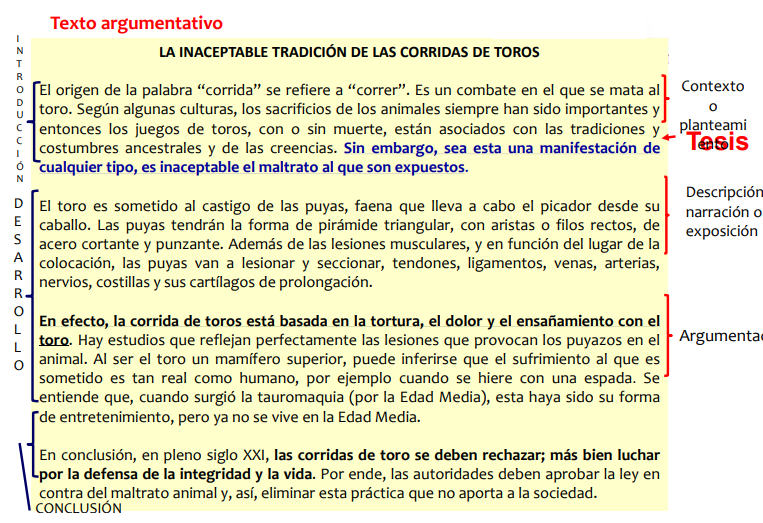 Texto argumentativo
INTRODUCCIÓN
LA INACEPTABLE TRADICIÓN DE LAS CORRIDAS DE TOROS
El origen de la palabra “corrida” se refiere a “correr”. Es un combate en el que se mata al
toro. Según algunas culturas, los sacrificios de los animales siempre han sido importantes y
entonces los juegos de toros, con o sin muerte, están asociados con las tradiciones y
costumbres ancestrales y de las creencias. Sin embargo, sea esta una manifestación de
cualquier tipo, es inaceptable el maltrato al que son expuestos.
Contexto
o
planteami
ento
Tesis
DESARROLLO
El toro es sometido al castigo de las puyas, faena que lleva a cabo el picador desde su
caballo. Las puyas tendrán la forma de pirámide triangular, con aristas o filos rectos, de
acero cortante y punzante. Además de las lesiones musculares, y en función del lugar de la
colocación, las puyas van a lesionar y seccionar, tendones, ligamentos, venas, arterias,
nervios, costillas y sus cartílagos de prolongación.
Descripción
narración o
exposición
En efecto, la corrida de toros está basada en la tortura, el dolor y el ensañamiento con el
toro. Hay estudios que reflejan perfectamente las lesiones que provocan los puyazos en el
animal. Al ser el toro un mamífero superior, puede inferirse que el sufrimiento al que es
sometido es tan real como humano, por ejemplo cuando se hiere con una espada. Se
entiende que, cuando surgió la tauromaquia (por la Edad Media), esta haya sido su forma
de entretenimiento, pero ya no se vive en la Edad Media.
Argumenta
En conclusión, en pleno siglo XXI, las corridas de toro se deben rechazar; más bien luchar
por la defensa de la integridad y la vida. Por ende, las autoridades deben aprobar la ley en
contra del maltrato animal y, así, eliminar esta práctica que no aporta a la sociedad.
CONCLUSIÓN